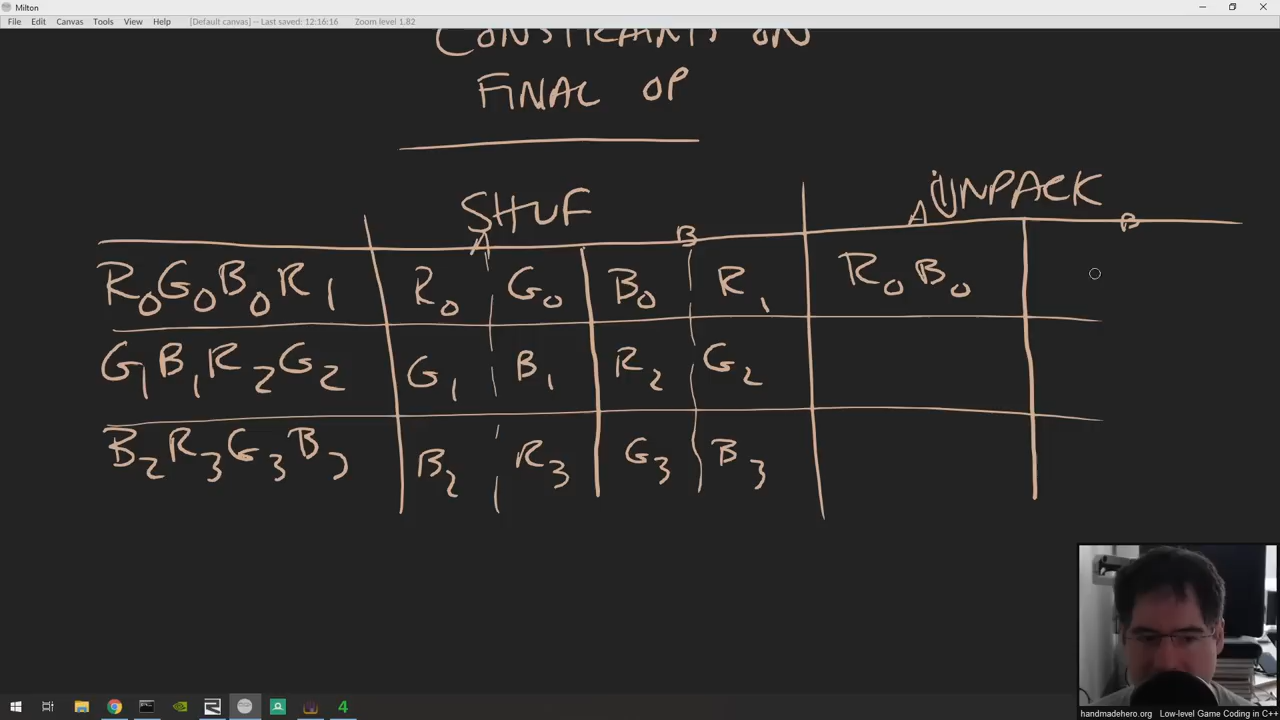 Milton
File Edit Canvas Tools View Help [Default canvas] -- Last saved: 12:16:16 Zoom level 1.82
CONSTRAINTS ON
FINAL OP
SHUF UNPACK
A B A B
R0G0B0R1 R0 G0 B0 R1 R0B0
G1B1R2G2 G1 B1 R2 G2
B2R3G3B3 B2 R3 G3 B3
4
handmadehero.org Low-level Game Coding in C++